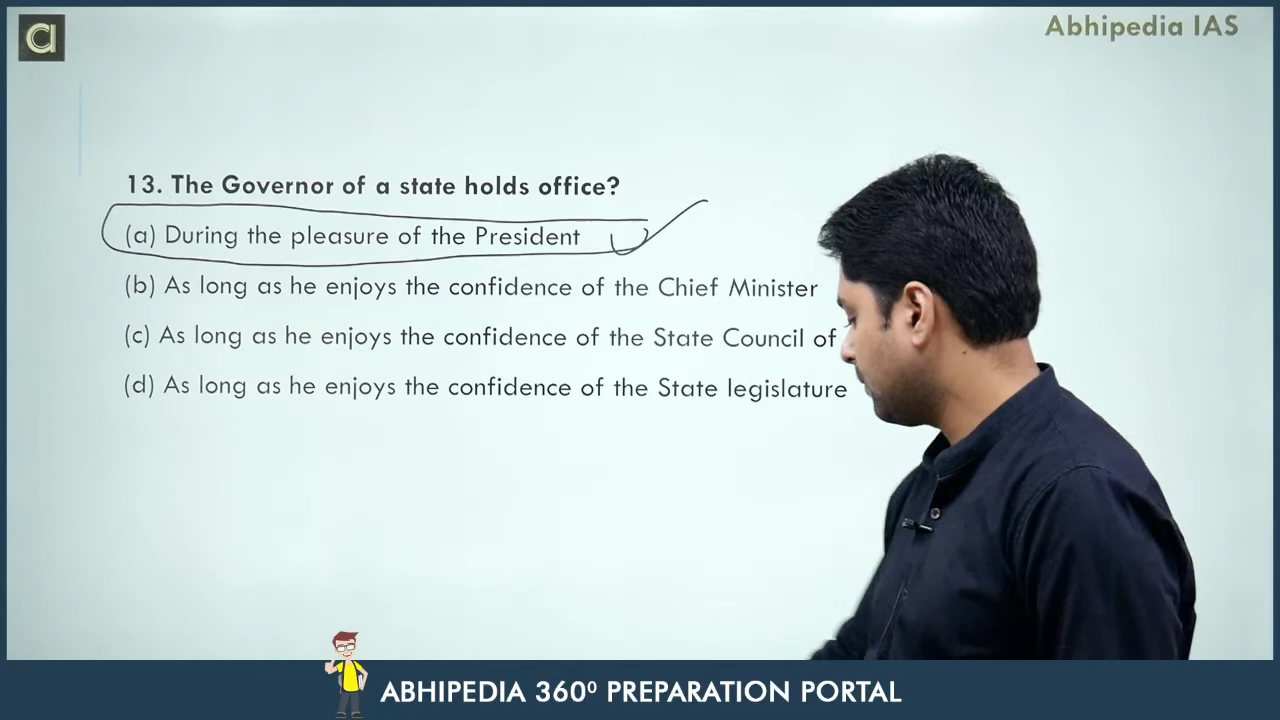 Abhipedia IAS
13. The Governor of a state holds office?
(a) During the pleasure of the President
(b) As long as he enjoys the confidence of the Chief Minister
(c) As long as he enjoys the confidence of the State Council of
(d) As long as he enjoys the confidence of the State legislature
ABHIPEDIA 360⁰ PREPARATION PORTAL